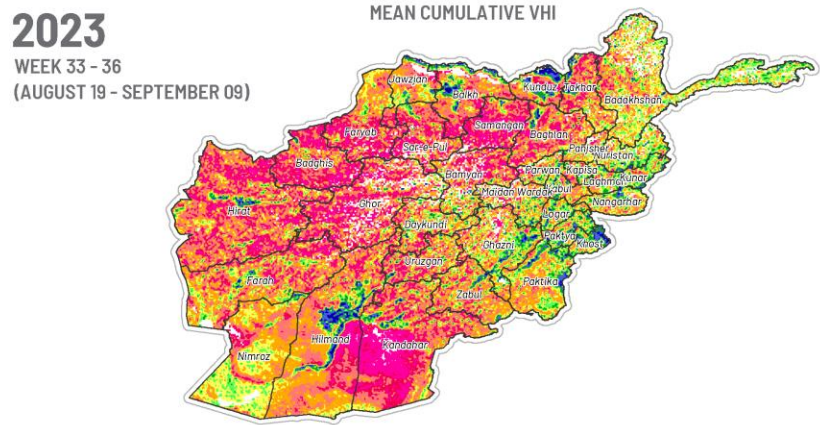 2023
WEEK 33 - 36
(AUGUST 19 - SEPTEMBER 09)
MEAN CUMULATIVE VHI
Jawzjan
Balkh
Kunduz
Takhar
Badakhshan
Faryab
Sar-e-Pul
Samangan
Baghlan
Panjsher
Nuristan
Badghis
Bamyan
Parwan
Kapisa
Laghman
Kunar
Ghor
Maidan Wardak
Kabul
Nangarhar
Hirat
Daykundi
Logar
Ghazni
Paktya
Khost
Uruzgan
Farah
Zabul
Paktika
Hilmand
Kandahar
Nimroz